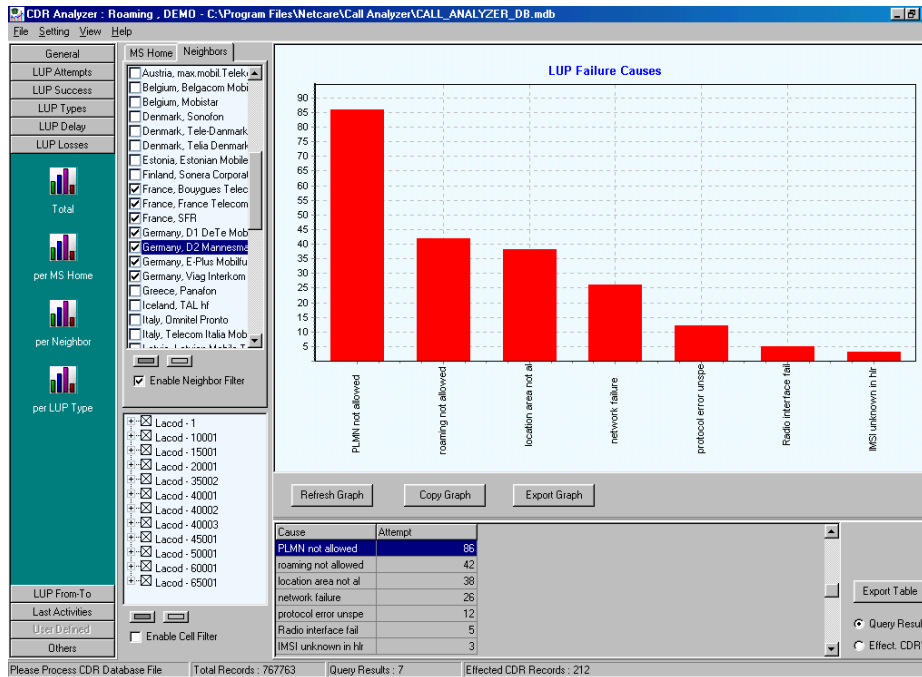 CDR Analyzer : Roaming , DEMO - C:\Program Files\Netcare\Call Analyzer\CALL_ANALYZER_DB.mdb
File Setting View Help
General
LUP Attempts
LUP Success
LUP Types
LUP Delay
LUP Losses
Total
per MS Home
per Neighbor
per LUP Type
LUP From-To
Last Activities
User Defined
Others
MS Home Neighbors
Austria, max.mobil.Telek
Belgium, Belgacom Mobi
Belgium, Mobistar
Denmark, Sonofon
Denmark, Tele-Danmark
Denmark, Telia Denmark
Estonia, Estonian Mobile
Finland, Sonera Corporat
France, Bouygues Telec
France, France Telecom
France, SFR
Germany, D1 DeTe Mob
Germany, D2 Mannesma
Germany, E-Plus Mobilfu
Germany, Viag Interkom
Greece, Panafon
Iceland, TAL hf
Italy, Omnitel Pronto
Italy, Telecom Italia Mob
Enable Neighbor Filter
Lacod - 1
Lacod - 10001
Lacod - 15001
Lacod - 20001
Lacod - 35002
Lacod - 40001
Lacod - 40002
Lacod - 40003
Lacod - 45001
Lacod - 50001
Lacod - 60001
Lacod - 65001
Enable Cell Filter
LUP Failure Causes
90
85
80
75
70
65
60
55
50
45
40
35
30
25
20
15
10
5
PLMN not allowed
roaming not allowed
location area not al
network failure
protocol error unspe
Radio interface fail
IMSI unknown in hlr
Refresh Graph Copy Graph Export Graph
Cause Attempt
PLMN not allowed 86
roaming not allowed 42
location area not al 38
network failure 26
protocol error unspe 12
Radio interface fail 5
IMSI unknown in hlr 3
Export Table
Query Resul
Effect. CDR'
Please Process CDR Database File Total Records : 767763 Query Results : 7 Effected CDR Records : 212